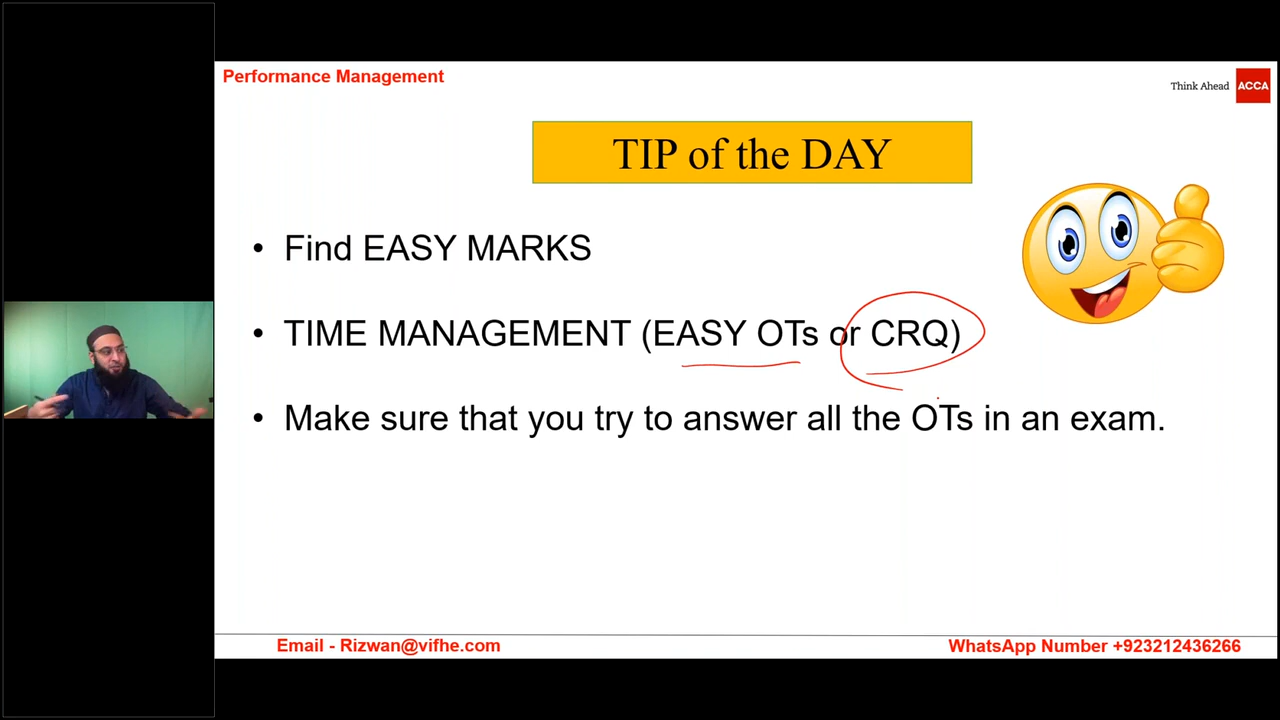 Performance Management
Think Ahead ACCA
TIP of the DAY
• Find EASY MARKS
• TIME MANAGEMENT (EASY OTs or CRQ)
• Make sure that you try to answer all the OTs in an exam.
Email - Rizwan@vifhe.com
WhatsApp Number +923212436266